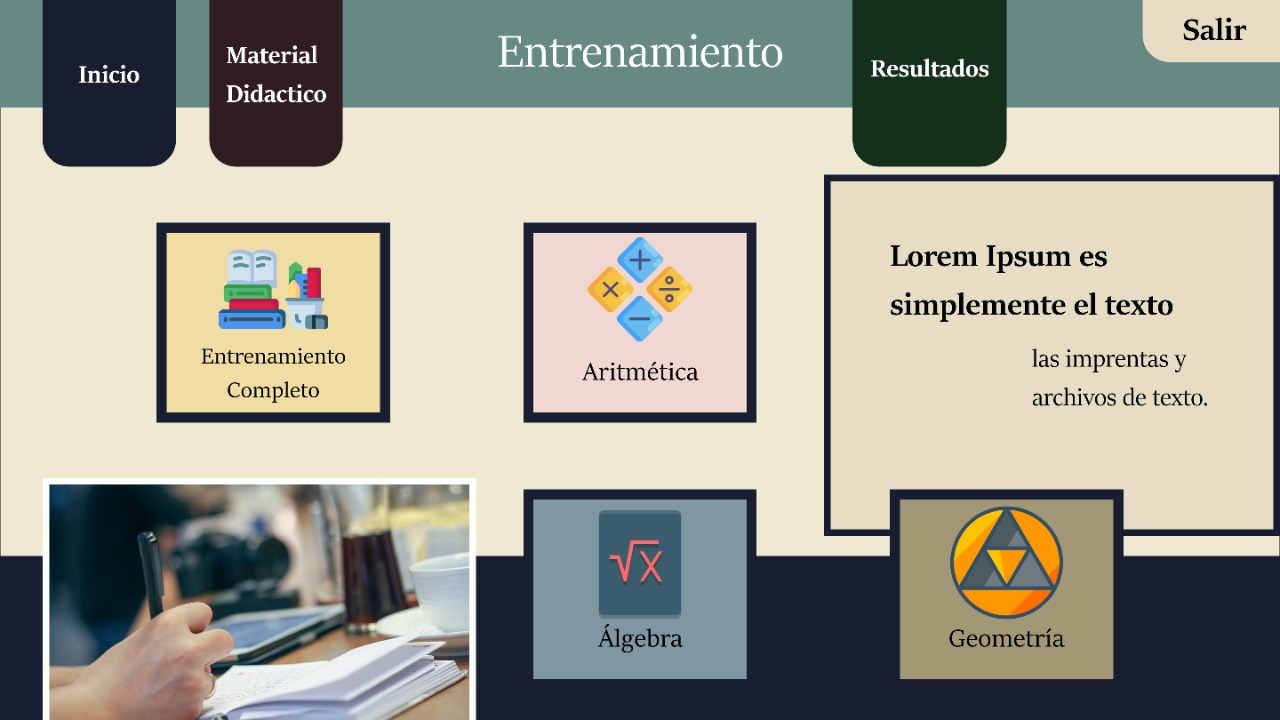 Inicio
Material
Didactico
Entrenamiento
Resultados
Salir
Entrenamiento
Completo
Aritmética
Lorem Ipsum es
simplemente el texto
las imprentas y
archivos de texto.
√x
Álgebra
Geometría